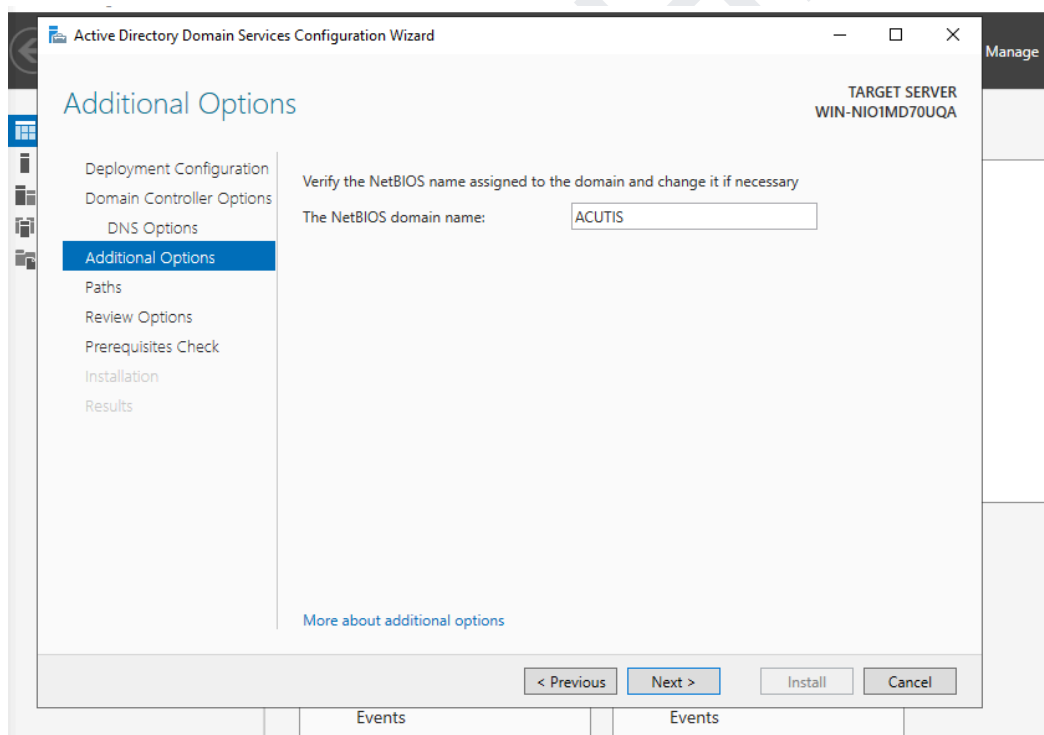 Active Directory Domain Services Configuration Wizard
Manage
Additional Options
TARGET SERVER
WIN-NIO1MD70UQA
Deployment Configuration
Domain Controller Options
DNS Options
Additional Options
Paths
Review Options
Prerequisites Check
Installation
Results
Verify the NetBIOS name assigned to the domain and change it if necessary
The NetBIOS domain name: ACUTIS
More about additional options
< Previous Next > Install Cancel
Events Events